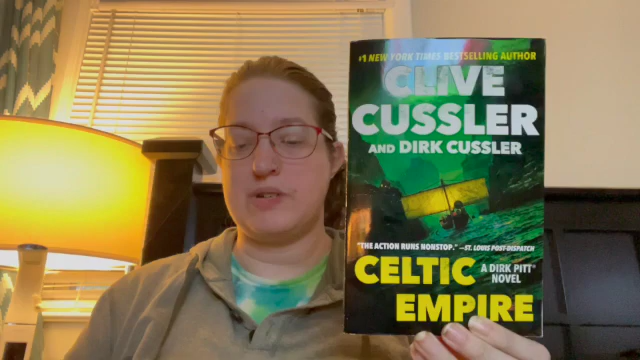 #1 NEW YORK TIMES BESTSELLING AUTHOR
CLIVE
CUSSLER
AND DIRK CUSSLER
"THE ACTION RUNS NONSTOP." —ST. LOUIS POST-DISPATCH
CELTIC
A DIRK PITT®
NOVEL
EMPIRE